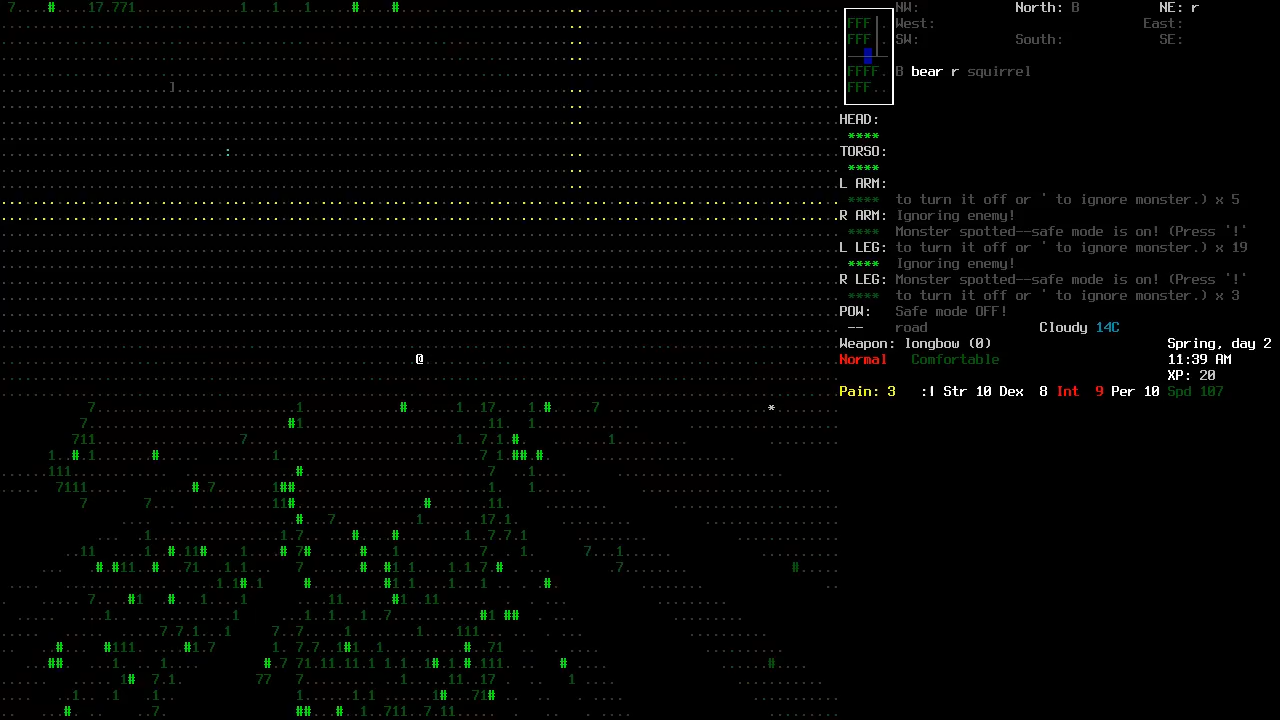 NW: North: B NE: r
West: East:
SW: South: SE:
B bear r squirrel
HEAD:
****
TORSO:
****
L ARM:
**** to turn it off or ' to ignore monster.) x 5
R ARM: Ignoring enemy!
**** Monster spotted--safe mode is on! (Press '!'
L LEG: to turn it off or ' to ignore monster.) x 19
**** Ignoring enemy!
R LEG: Monster spotted--safe mode is on! (Press '!'
**** to turn it off or ' to ignore monster.) x 3
POW: Safe mode OFF!
-- road Cloudy 14C
Weapon: longbow (0) Spring, day 2
Normal Comfortable 11:39 AM
XP: 20
Pain: 3 :| Str 10 Dex 8 Int 9 Per 10 Spd 107